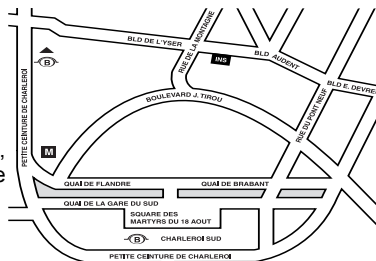 BLD DE L'YSER
RUE DE LA MONTAGNE
INS
BLD AUDENT
BLD E. DEVRE
B
PETITE CEINTURE DE CHARLEROI
BOULEVARD J. TIROU
RUE DU PONT NEUF
M
,
e
QUAI DE FLANDRE
QUAI DE BRABANT
QUAI DE LA GARE DU SUD
SQUARE DES
MARTYRS DU 18 AOUT
B
CHARLEROI SUD
PETITE CEINTURE DE CHARLEROI